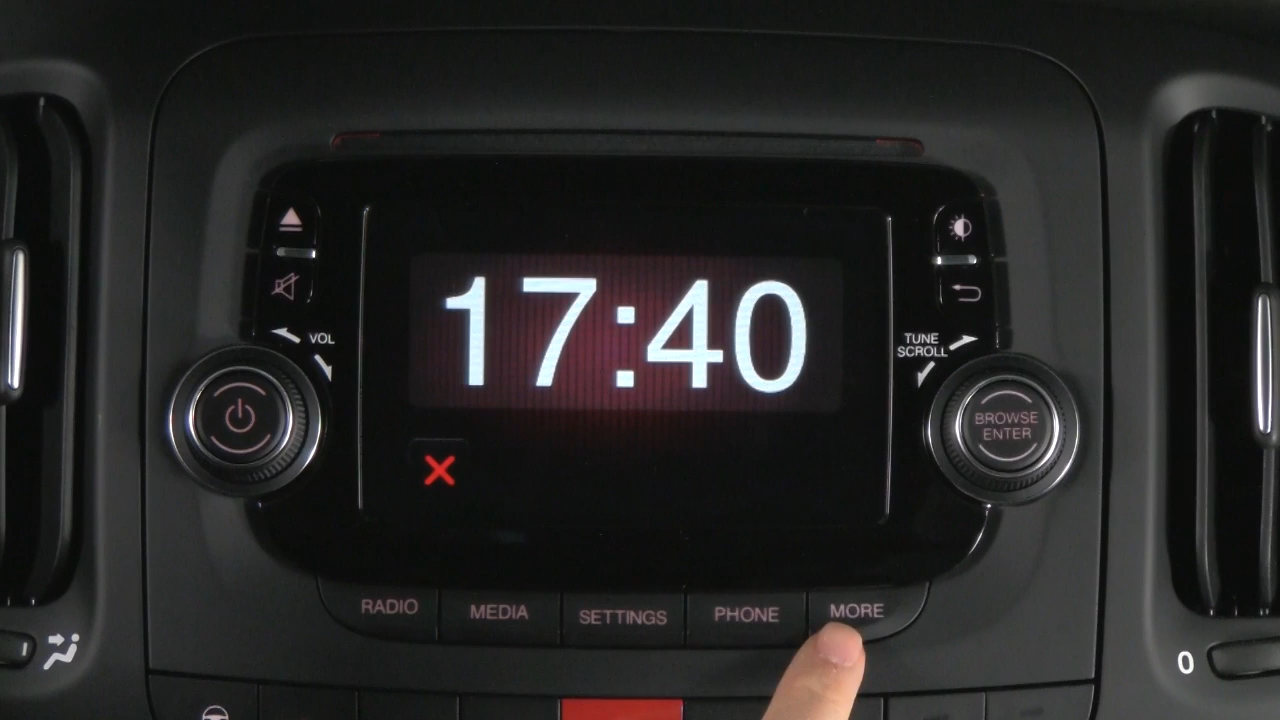 17:40
VOL
TUNE
SCROLL
BROWSE
ENTER
RADIO
MEDIA
SETTINGS
PHONE
MORE
0